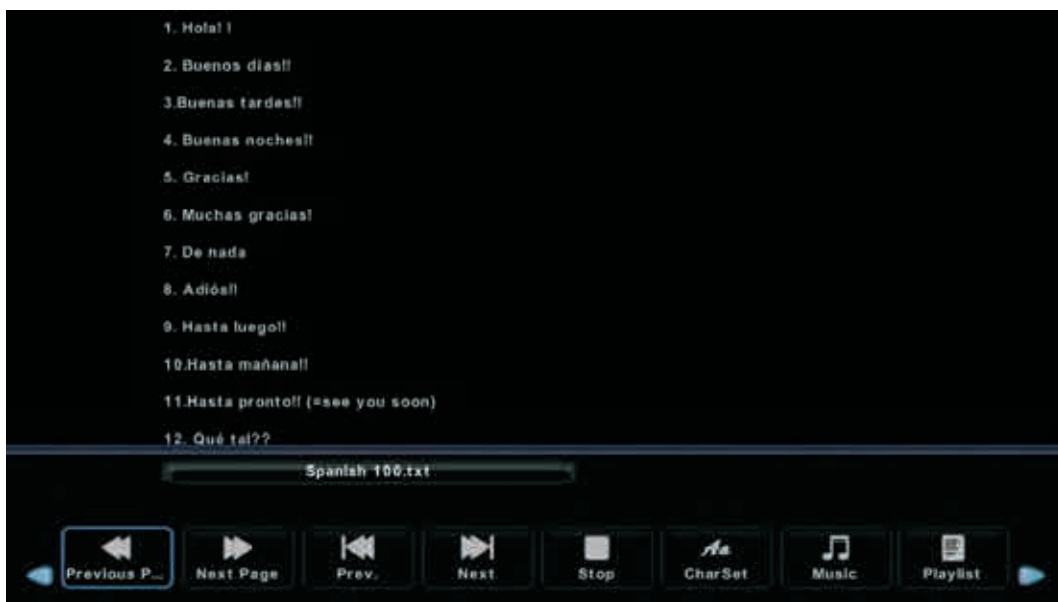 1. Hola! !
2. Buenos dias!!
3.Buenas tardes!!
4. Buenas noches!!
5. Gracias!
6. Muchas gracias!
7. De nada
8. Adiós!!
9. Hasta luego!!
10.Hasta mañana!!
11.Hasta pronto!! (=see you soon)
12. Qué tal??
Spanish 100.txt
Previous P... Next Page Prev. Next Stop CharSet Music Playlist